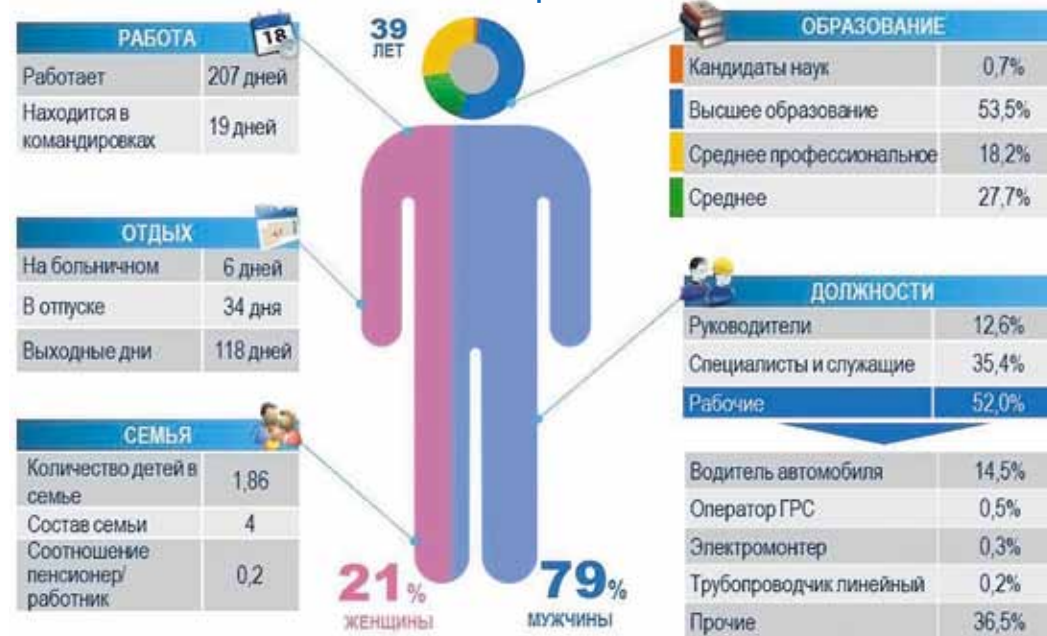 РАБОТА
18
Работает 207 дней
Находится в
командировках 19 дней
ОТДЫХ
На больничном 6 дней
В отпуске 34 дня
Выходные дни 118 дней
СЕМЬЯ
Количество детей в
семье 1,86
Состав семьи 4
Соотношение
пенсионер/
работник 0,2
39
ЛЕТ
21%
ЖЕНЩИНЫ
79%
МУЖЧИНЫ
ОБРАЗОВАНИЕ
Кандидаты наук 0,7%
Высшее образование 53,5%
Среднее профессиональное 18,2%
Среднее 27,7%
ДОЛЖНОСТИ
Руководители 12,6%
Специалисты и служащие 35,4%
Рабочие 52,0%
Водитель автомобиля 14,5%
Оператор ГРС 0,5%
Электромонтер 0,3%
Трубопроводчик линейный 0,2%
Прочие 36,5%